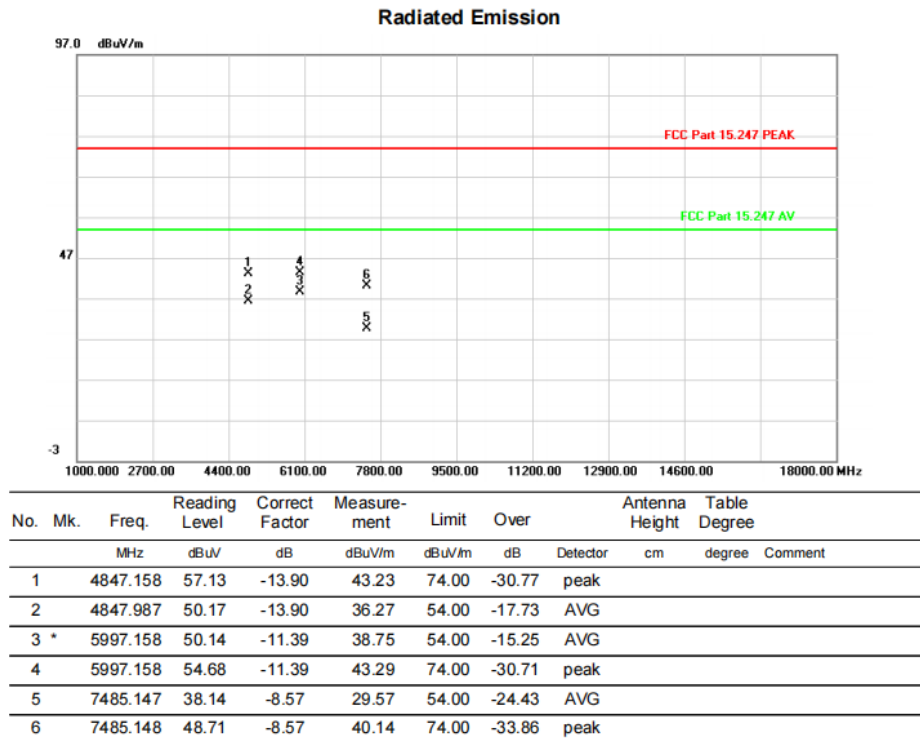 Radiated Emission
97.0 dBuV/m
FCC Part 15.247 PEAK
FCC Part 15.247 AV
47
1
4
2
3
6
5
-3
1000.000 2700.00 4400.00 6100.00 7800.00 9500.00 11200.00 12900.00 14600.00 18000.00 MHz
No. Mk. Freq. Reading Level Correct Factor Measure-ment Limit Over Antenna Height Table Degree
MHz dBuV dB dBuV/m dBuV/m dB Detector cm degree Comment
1 4847.158 57.13 -13.90 43.23 74.00 -30.77 peak
2 4847.987 50.17 -13.90 36.27 54.00 -17.73 AVG
3 * 5997.158 50.14 -11.39 38.75 54.00 -15.25 AVG
4 5997.158 54.68 -11.39 43.29 74.00 -30.71 peak
5 7485.147 38.14 -8.57 29.57 54.00 -24.43 AVG
6 7485.148 48.71 -8.57 40.14 74.00 -33.86 peak